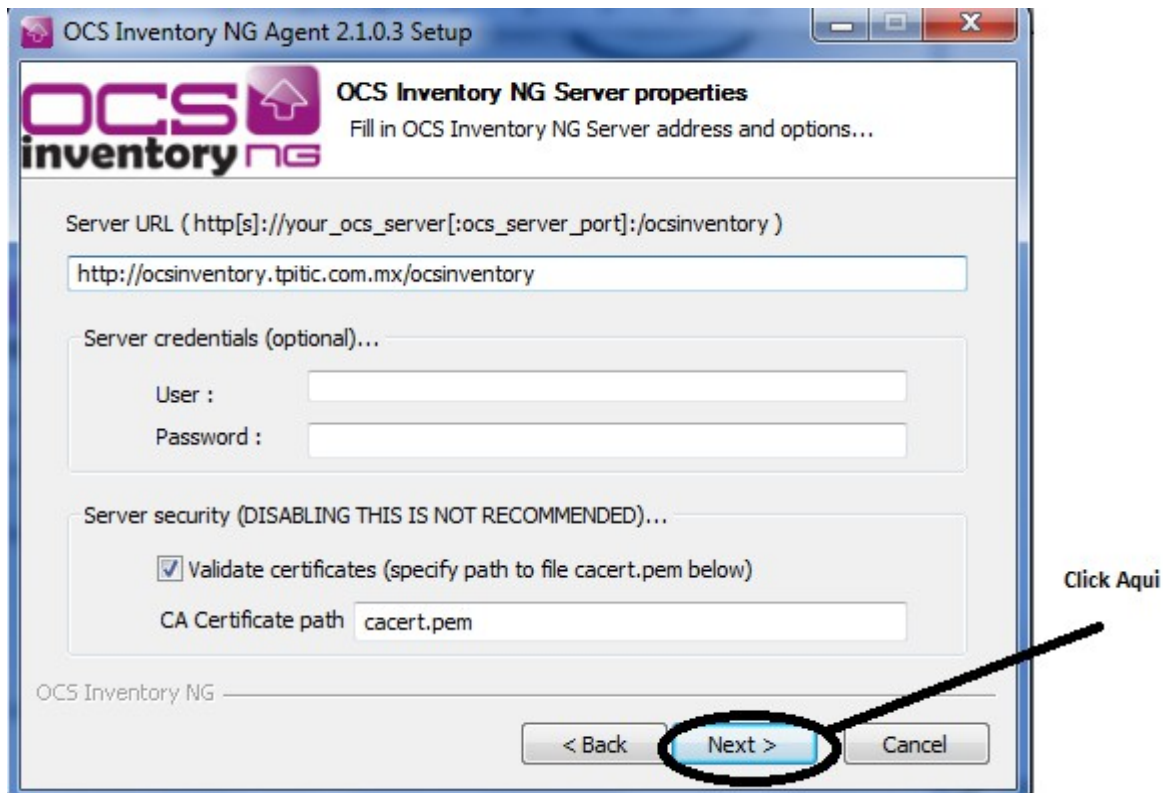 OCS Inventory NG Agent 2.1.0.3 Setup
OCS
inventory NG
OCS Inventory NG Server properties
Fill in OCS Inventory NG Server address and options...
Server URL ( http[s]://your_ocs_server[:ocs_server_port]:/ocsinventory )
http://ocsinventory.tpitic.com.mx/ocsinventory
Server credentials (optional)...
User :
Password :
Server security (DISABLING THIS IS NOT RECOMMENDED)...
Validate certificates (specify path to file cacert.pem below)
Click Aqui
CA Certificate path cacert.pem
OCS Inventory NG
< Back Next > Cancel